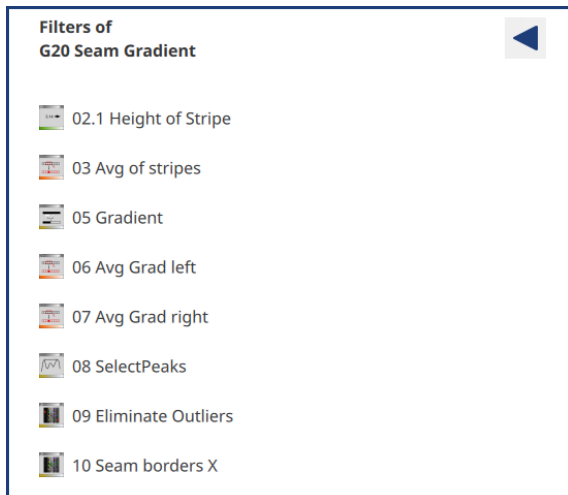 Filters of
G20 Seam Gradient
02.1 Height of Stripe
03 Avg of stripes
05 Gradient
06 Avg Grad left
07 Avg Grad right
08 SelectPeaks
09 Eliminate Outliers
10 Seam borders X